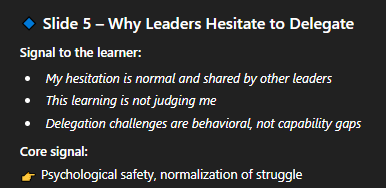 🔷 Slide 5 – Why Leaders Hesitate to Delegate
Signal to the learner:
• My hesitation is normal and shared by other leaders
• This learning is not judging me
• Delegation challenges are behavioral, not capability gaps
Core signal:
👉 Psychological safety, normalization of struggle